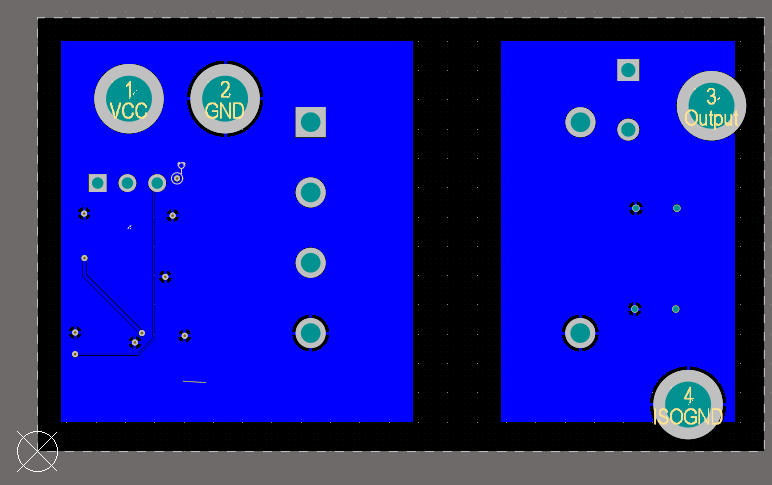 1
VCC
2
GND
3
Output
4
ISOGND